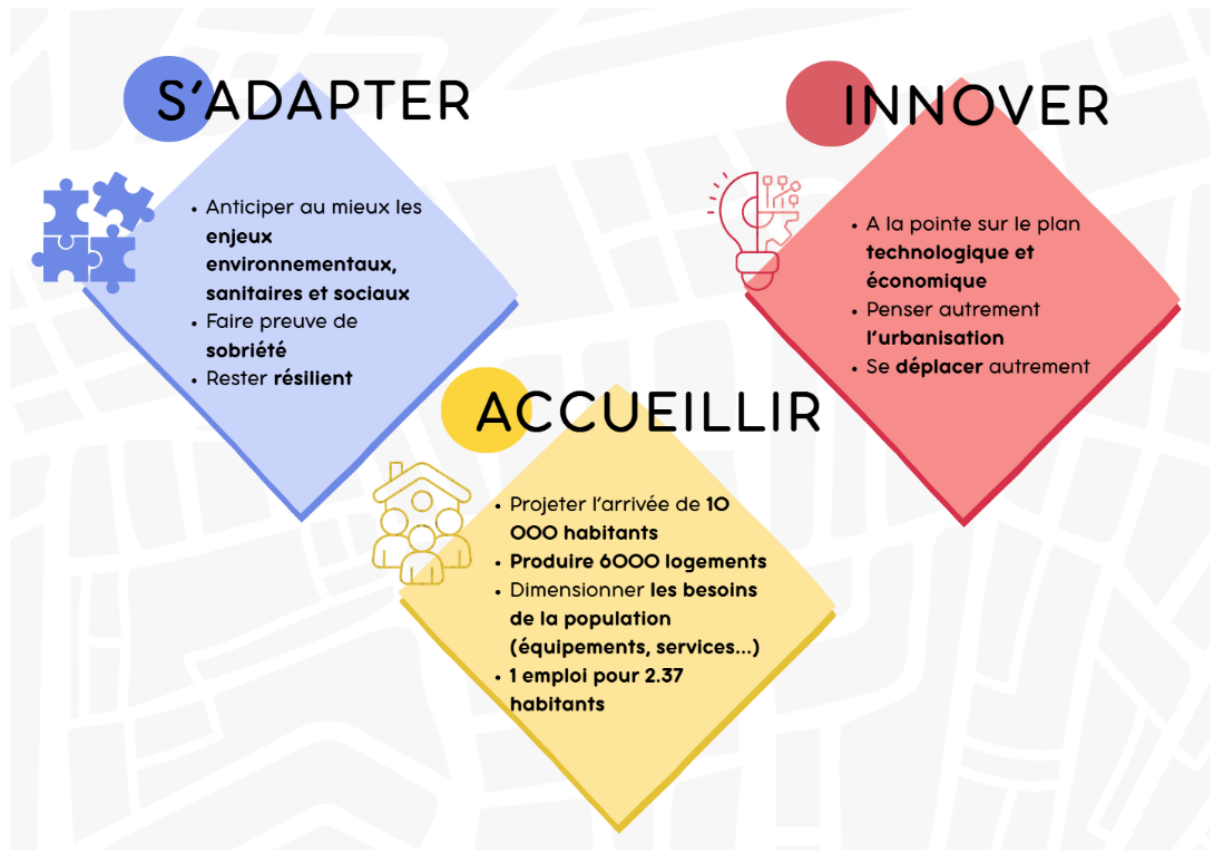 S'ADAPTER
• Anticiper au mieux les
enjeux
environnementaux,
sanitaires et sociaux
• Faire preuve de
sobriété
• Rester résilient
INNOVER
• A la pointe sur le plan
technologique et
économique
• Penser autrement
l'urbanisation
• Se déplacer autrement
ACCUEILLIR
• Projeter l'arrivée de 10
000 habitants
• Produire 6000 logements
• Dimensionner les besoins
de la population
(équipements, services...)
• 1 emploi pour 2.37
habitants